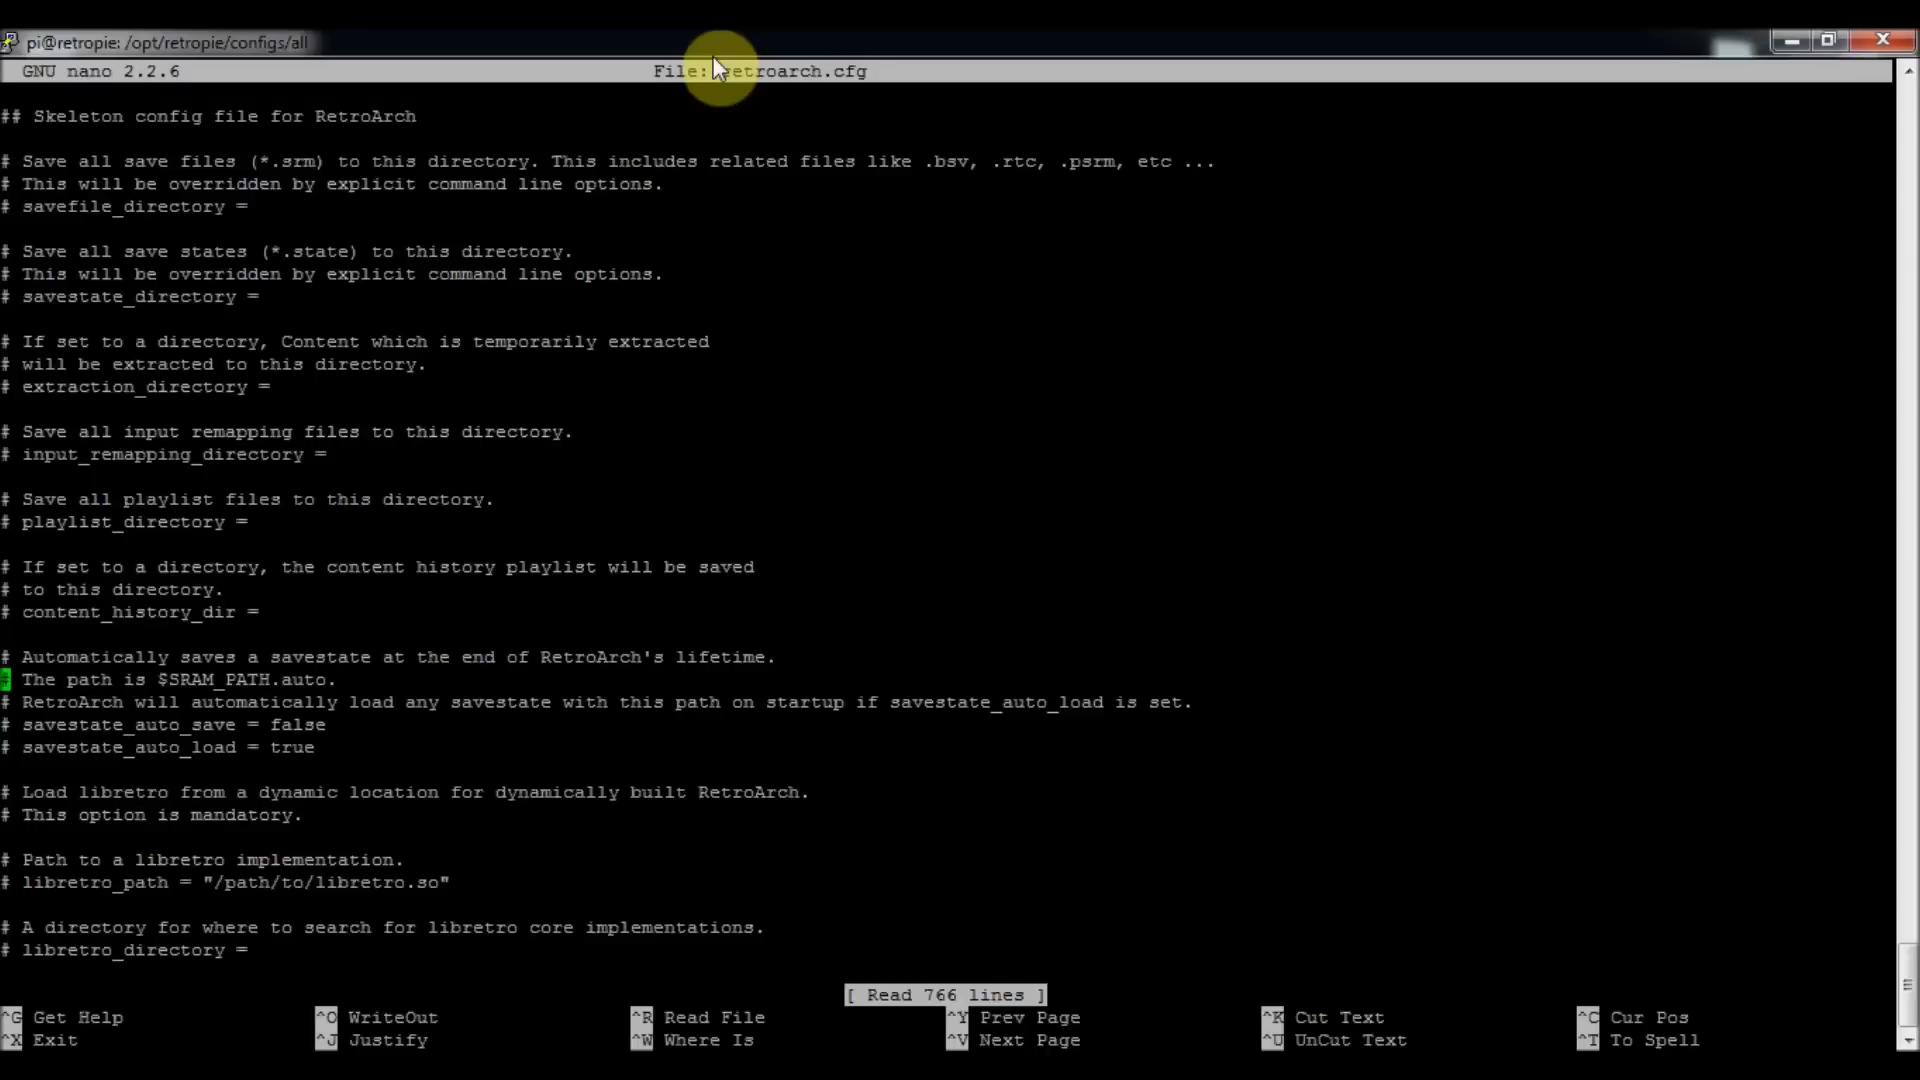 pi@retropie: /opt/retropie/configs/all
GNU nano 2.2.6 File: retroarch.cfg
## Skeleton config file for RetroArch
# Save all save files (*.srm) to this directory. This includes related files like .bsv, .rtc, .psrm, etc ...
# This will be overridden by explicit command line options.
# savefile_directory =
# Save all save states (*.state) to this directory.
# This will be overridden by explicit command line options.
# savestate_directory =
# If set to a directory, Content which is temporarily extracted
# will be extracted to this directory.
# extraction_directory =
# Save all input remapping files to this directory.
# input_remapping_directory =
# Save all playlist files to this directory.
# playlist_directory =
# If set to a directory, the content history playlist will be saved
# to this directory.
# content_history_dir =
# Automatically saves a savestate at the end of RetroArch's lifetime.
# The path is $SRAM_PATH.auto.
# RetroArch will automatically load any savestate with this path on startup if savestate_auto_load is set.
# savestate_auto_save = false
# savestate_auto_load = true
# Load libretro from a dynamic location for dynamically built RetroArch.
# This option is mandatory.
# Path to a libretro implementation.
# libretro_path = "/path/to/libretro.so"
# A directory for where to search for libretro core implementations.
# libretro_directory =
[ Read 766 lines ]
^G Get Help ^O WriteOut ^R Read File ^Y Prev Page ^K Cut Text ^C Cur Pos
^X Exit ^J Justify ^W Where Is ^V Next Page ^U UnCut Text ^T To Spell